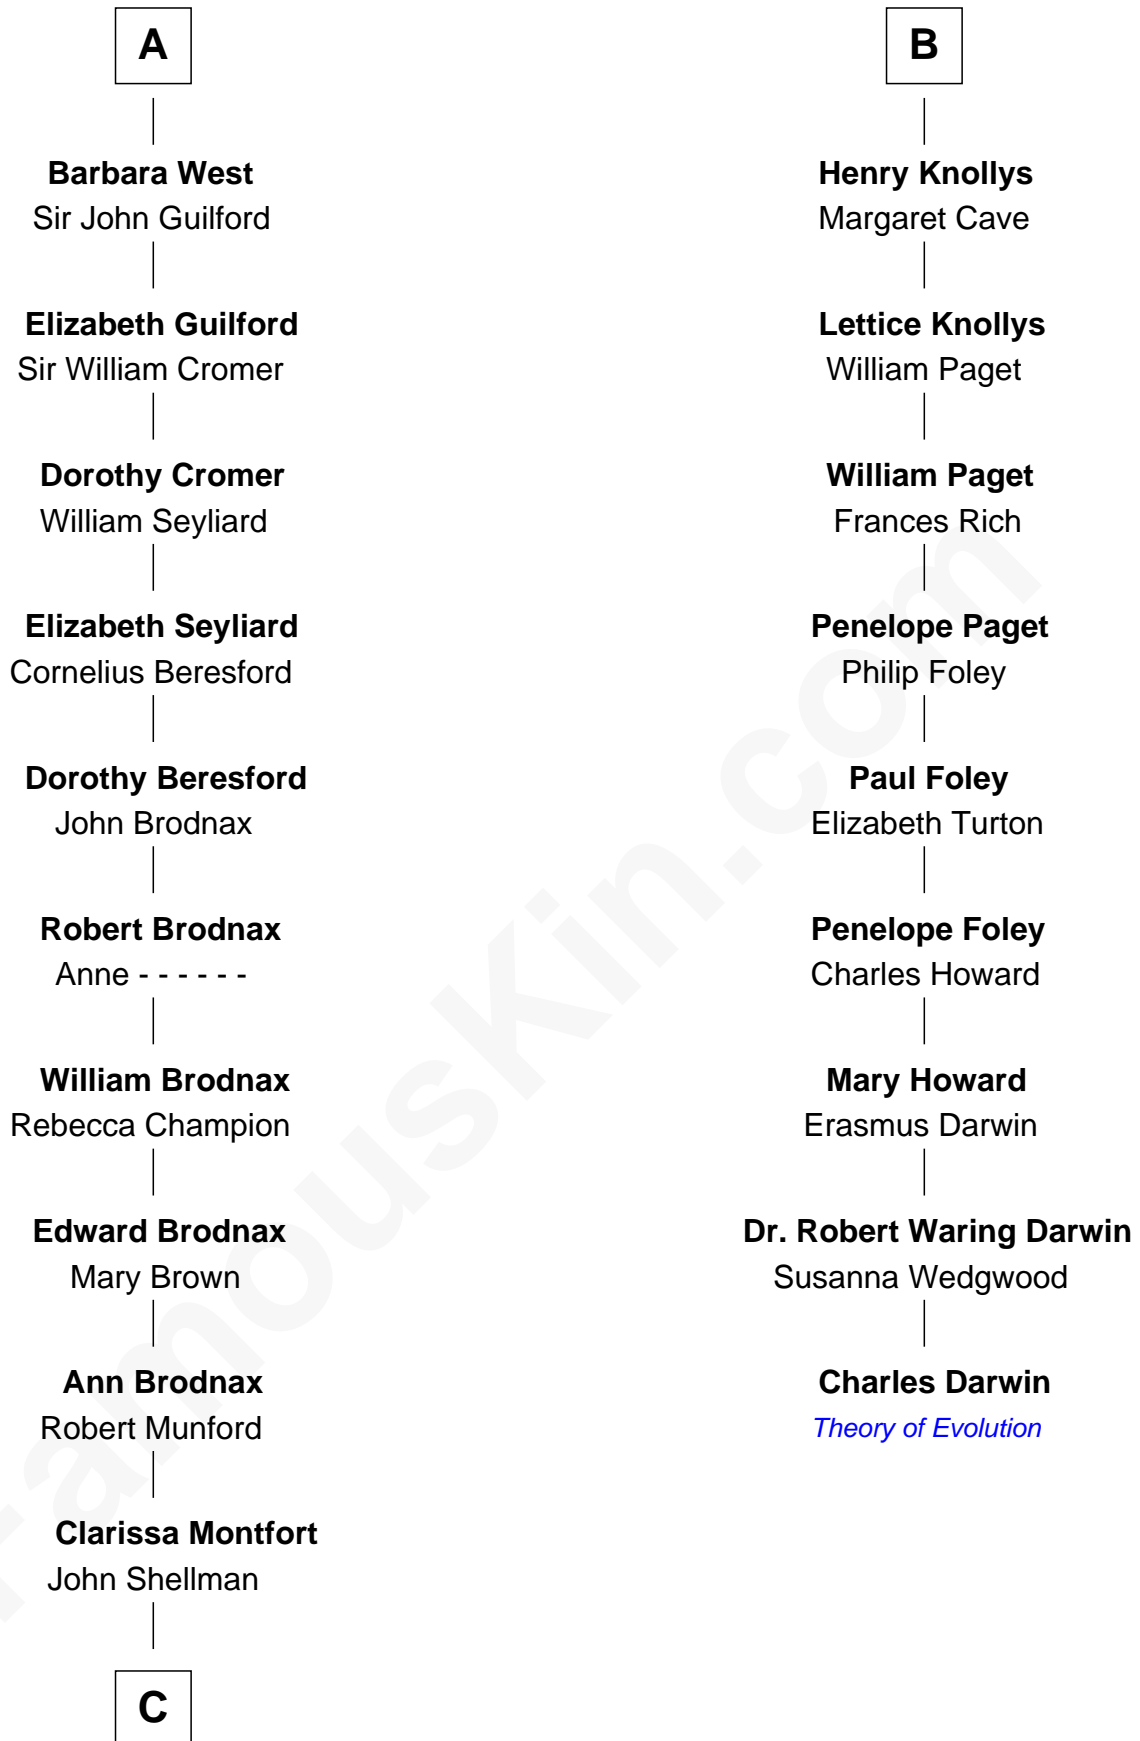 A
Barbara West
Sir John Guilford
Elizabeth Guilford
Sir William Cromer
Dorothy Cromer
William Seyliard
Elizabeth Seyliard
Cornelius Beresford
Dorothy Beresford
John Brodnax
Robert Brodnax
Anne - - - - - -
William Brodnax
Rebecca Champion
Edward Brodnax
Mary Brown
Ann Brodnax
Robert Munford
Clarissa Montfort
John Shellman
C
B
Henry Knollys
Margaret Cave
Lettice Knollys
William Paget
William Paget
Frances Rich
Penelope Paget
Philip Foley
Paul Foley
Elizabeth Turton
Penelope Foley
Charles Howard
Mary Howard
Erasmus Darwin
Dr. Robert Waring Darwin
Susanna Wedgwood
Charles Darwin
Theory of Evolution
FamousKin.com